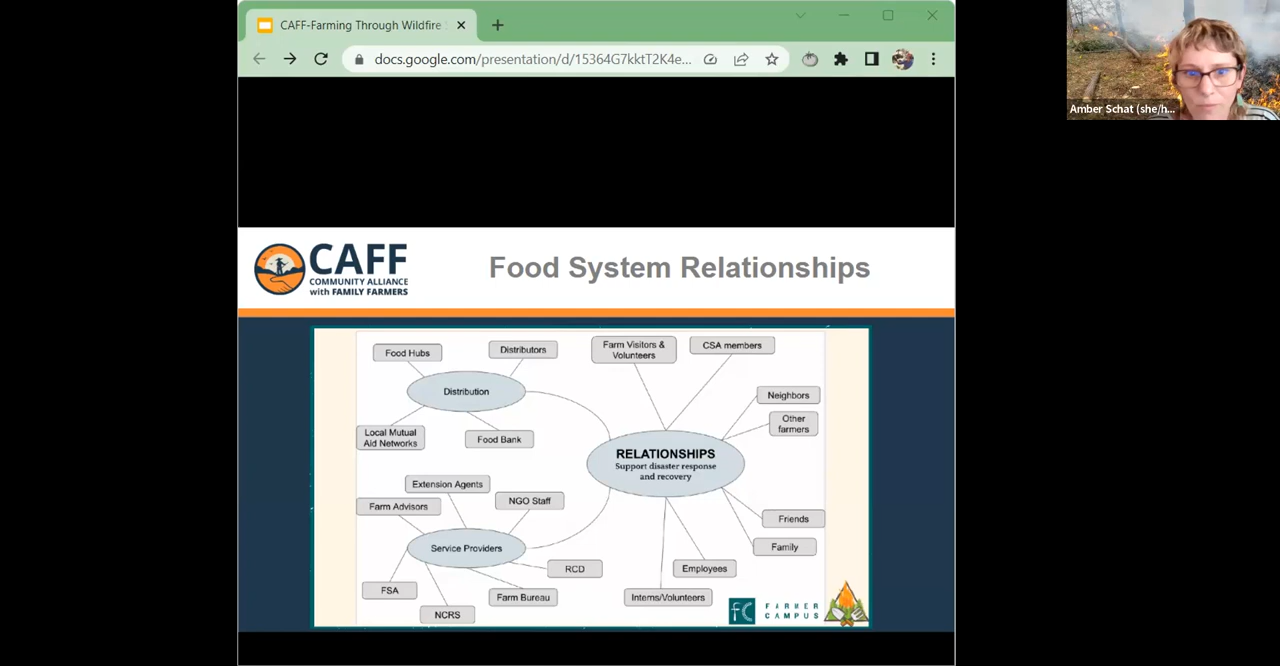 CAFF-Farming Through Wildfire
docs.google.com/presentation/d/15364G7kktT2K4e...
Amber Schat (she/h...
CAFF
COMMUNITY ALLIANCE
with FAMILY FARMERS
Food System Relationships
Food Hubs
Distributors
Distribution
Local Mutual
Aid Networks
Food Bank
Farm Visitors &
Volunteers
CSA members
Neighbors
Other
farmers
RELATIONSHIPS
Support disaster response
and recovery
Extension Agents
Farm Advisors
NGO Staff
Service Providers
RCD
FSA
Farm Bureau
NCRS
Friends
Family
Employees
Interns/Volunteers
fC
FARMER
CAMPUS